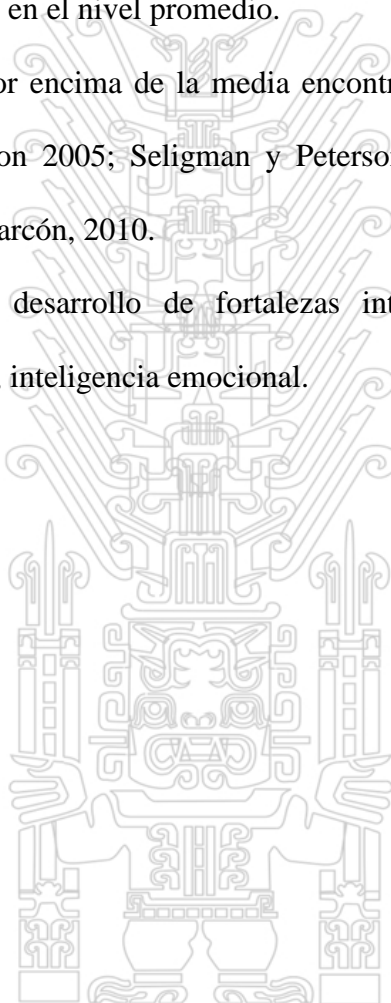 en el nivel promedio.
or encima de la media encontr
on 2005; Seligman y Peterso
arcón, 2010.
desarrollo de fortalezas int
inteligencia emocional.